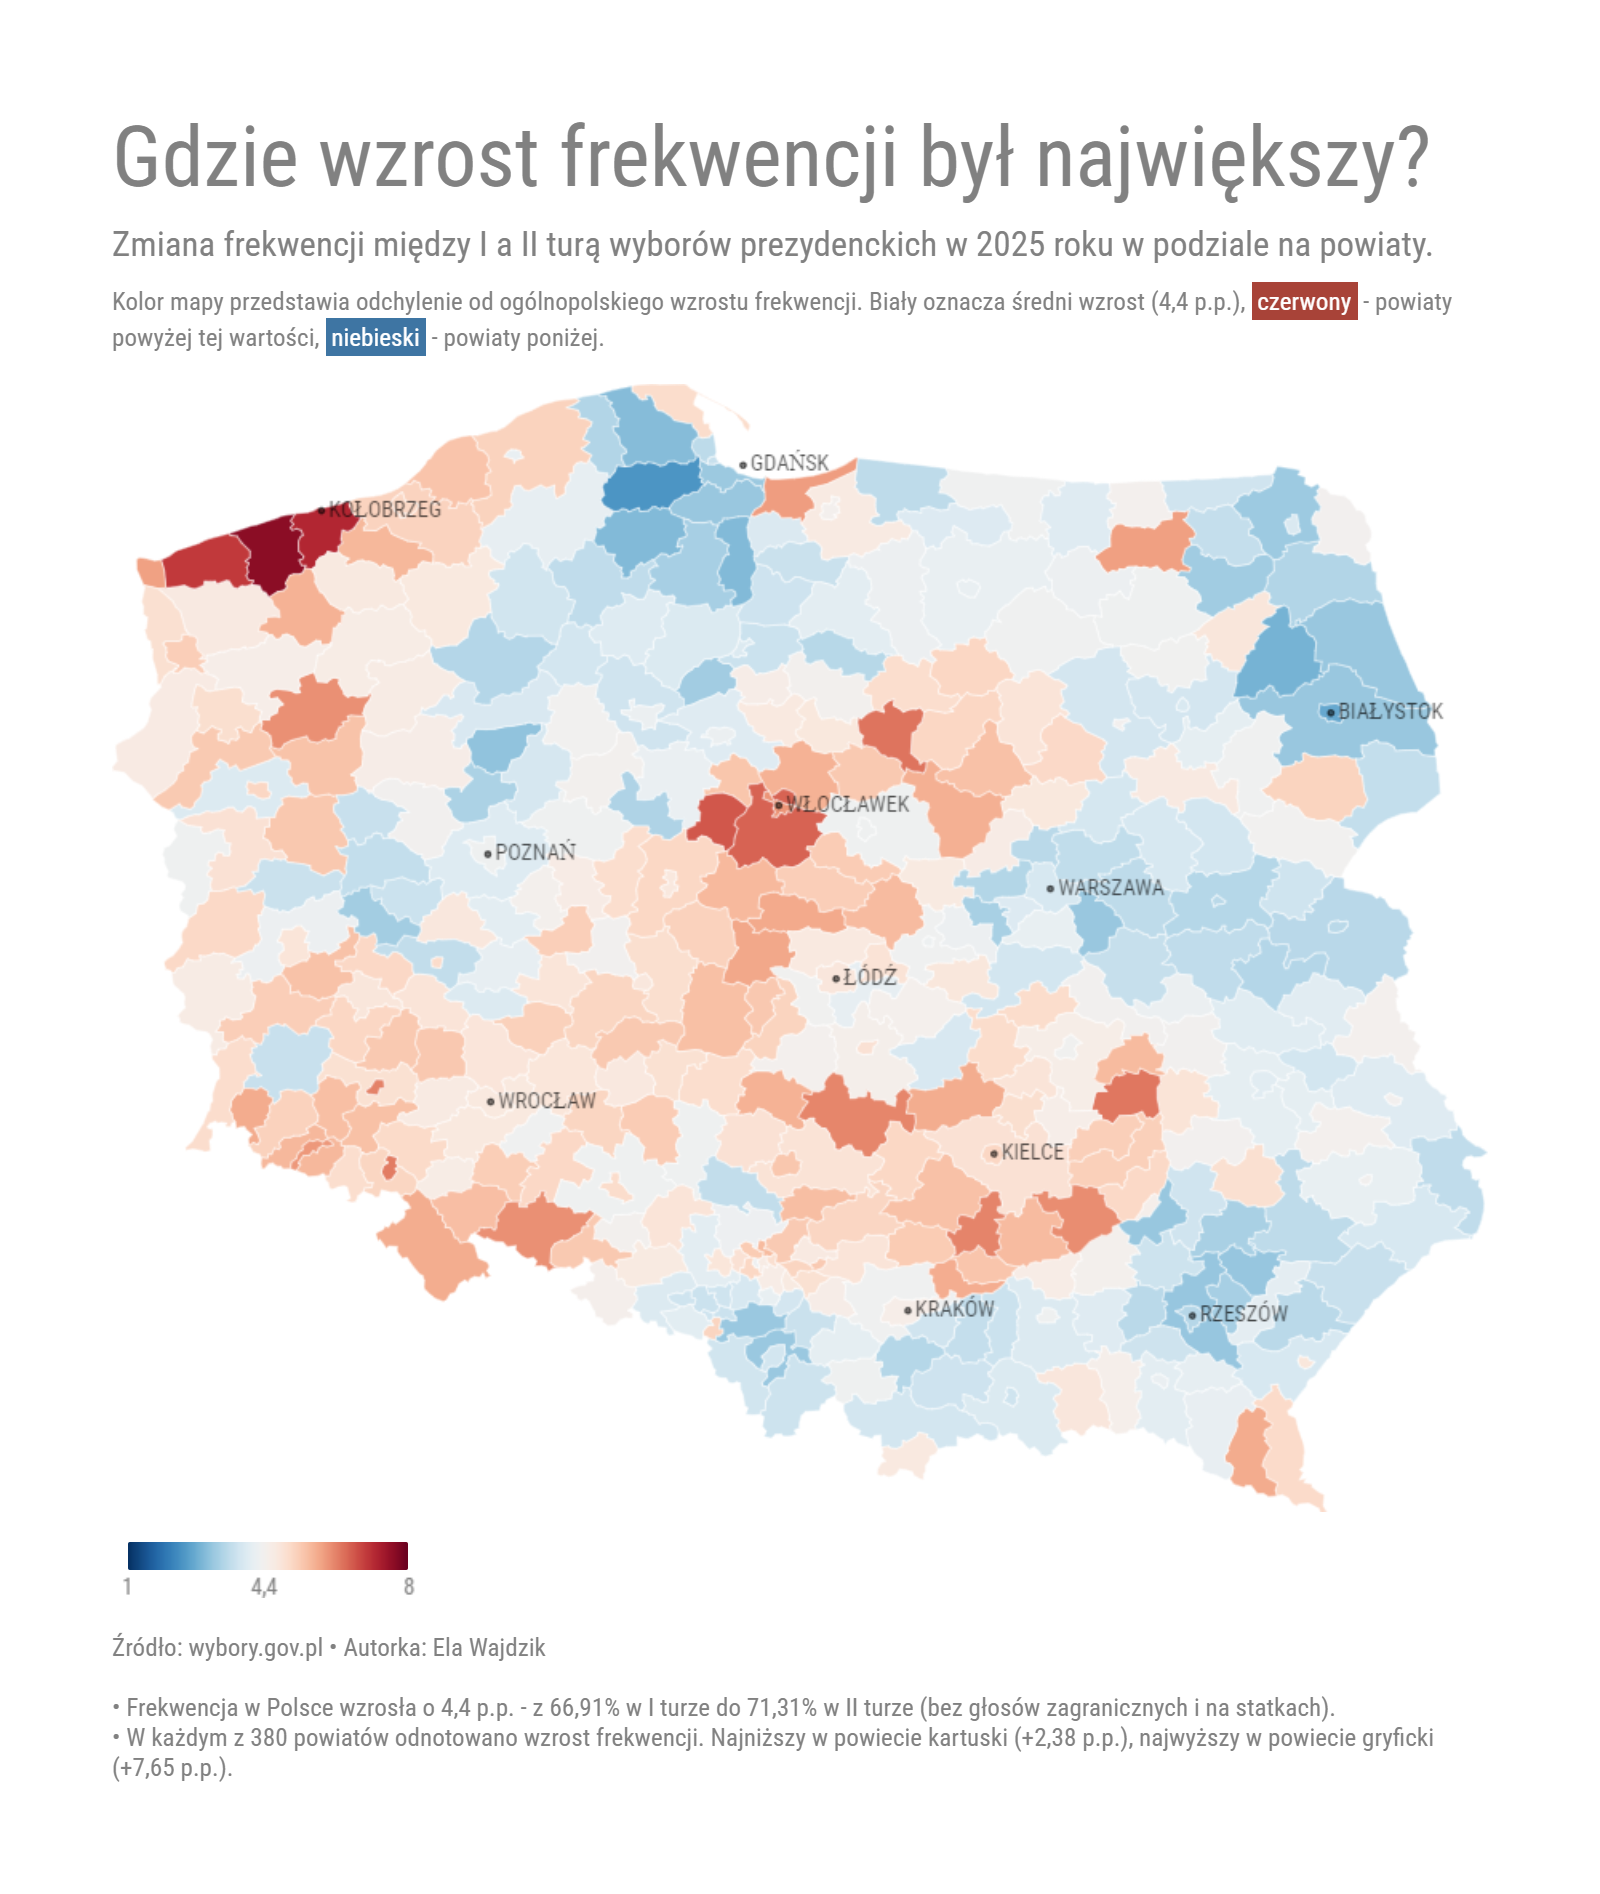 Gdzie wzrost frekwencji był największy?
Zmiana frekwencji między I a II turą wyborów prezydenckich w 2025 roku w podziale na powiaty.
Kolor mapy przedstawia odchylenie od ogólnopolskiego wzrostu frekwencji. Biały oznacza średni wzrost (4,4 p.p.), czerwony - powiaty
powyżej tej wartości, niebieski - powiaty poniżej.
GDAŃSK
KOŁOBRZEG
BIAŁYSTOK
WŁOCŁAWEK
POZNAŃ
WARSZAWA
ŁÓDŹ
WROCŁAW
KIELCE
KRAKÓW
RZESZÓW
1 4,4 8
Źródło: wybory.gov.pl • Autorka: Ela Wajdzik
• Frekwencja w Polsce wzrosła o 4,4 p.p. - z 66,91% w I turze do 71,31% w II turze (bez głosów zagranicznych i na statkach).
• W każdym z 380 powiatów odnotowano wzrost frekwencji. Najniższy w powiecie kartuski (+2,38 p.p.), najwyższy w powiecie gryficki
(+7,65 p.p.).